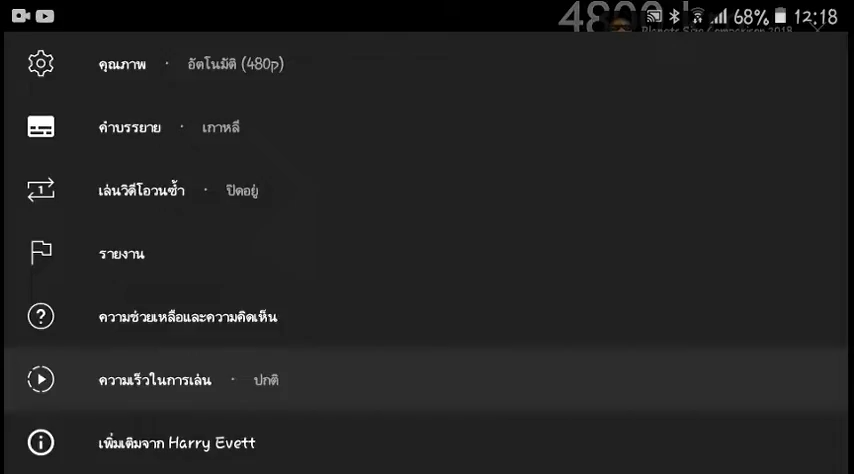 68% 12:18
Planets Size Comparison 2018
คุณภาพ · อัตโนมัติ (480p)
คำบรรยาย · เกาหลี
1
เล่นวิดีโอวนซ้ำ · ปิดอยู่
รายงาน
ความช่วยเหลือและความคิดเห็น
ความเร็วในการเล่น · ปกติ
เพิ่มเติมจาก Harry Evett